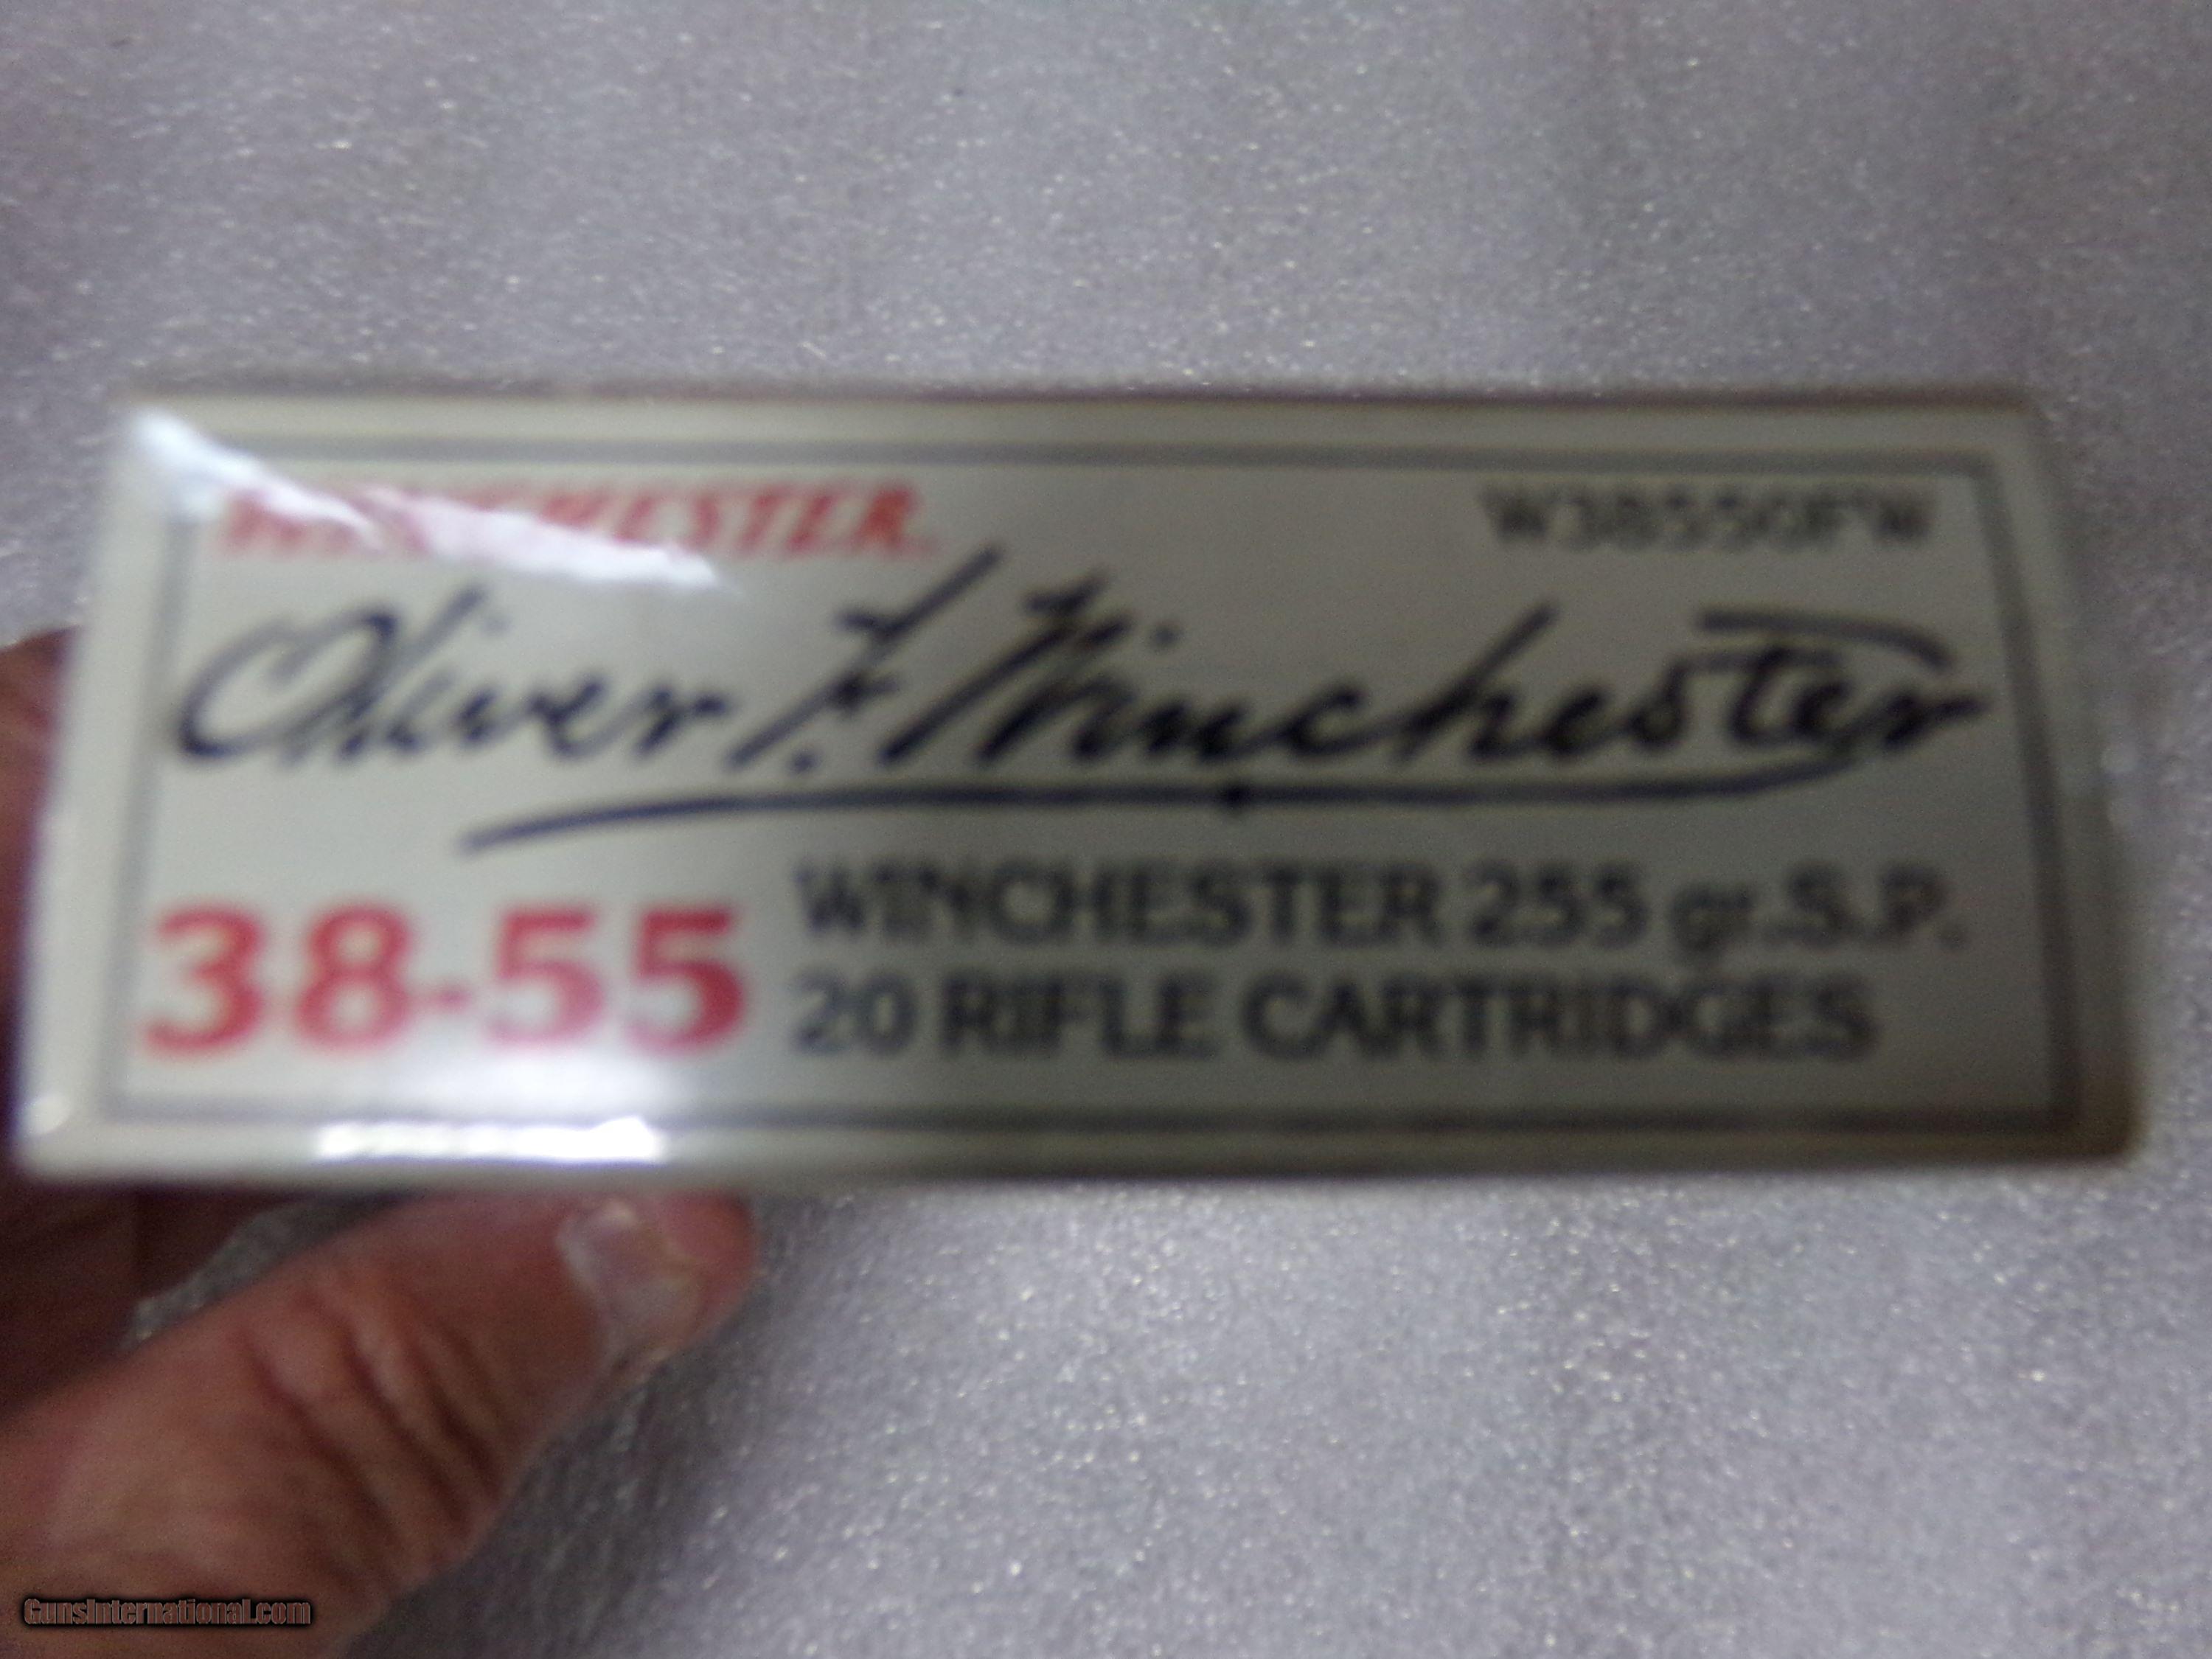 WINCHESTER
W3855OFW
Oliver F. Winchester
38-55 WINCHESTER 255 gr.S.P.
20 RIFLE CARTRIDGES
GunsInternational.com